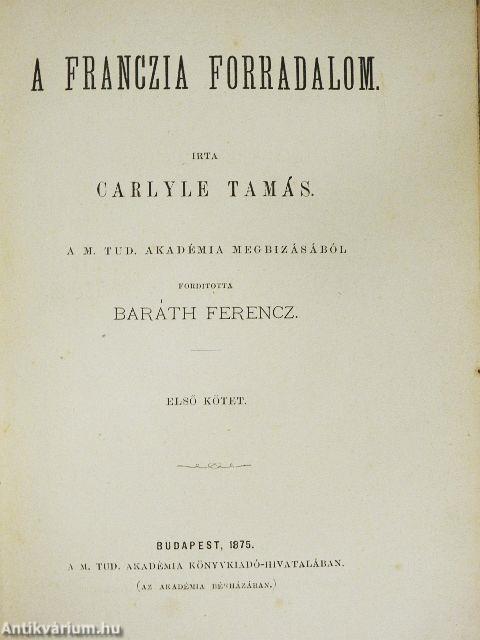 A FRANCZIA FORRADALOM.
IRTA
CARLYLE TAMÁS.
A M. TUD. AKADÉMIA MEGBIZÁSÁBÓL
FORDITOTTA
BARÁTH FERENCZ.
ELSŐ KÖTET.
BUDAPEST, 1875.
A M. TUD. AKADÉMIA KÖNYVKIADÓ-HIVATALÁBAN.
(AZ AKADÉMIA BÉRHÁZÁBAN.)
Antikvárium.hu